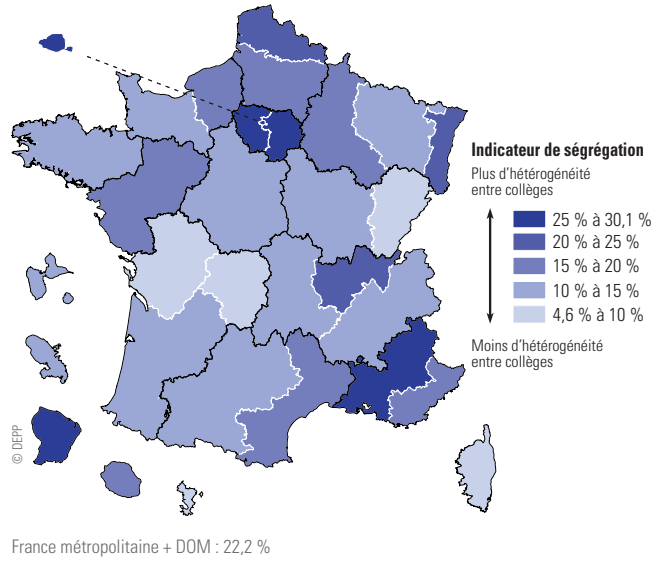 Indicateur de ségrégation
Plus d'hétérogénéité
entre collèges
25 % à 30,1 %
20 % à 25 %
15 % à 20 %
10 % à 15 %
4,6 % à 10 %
Moins d'hétérogénéité
entre collèges
© DEPP
France métropolitaine + DOM : 22,2 %